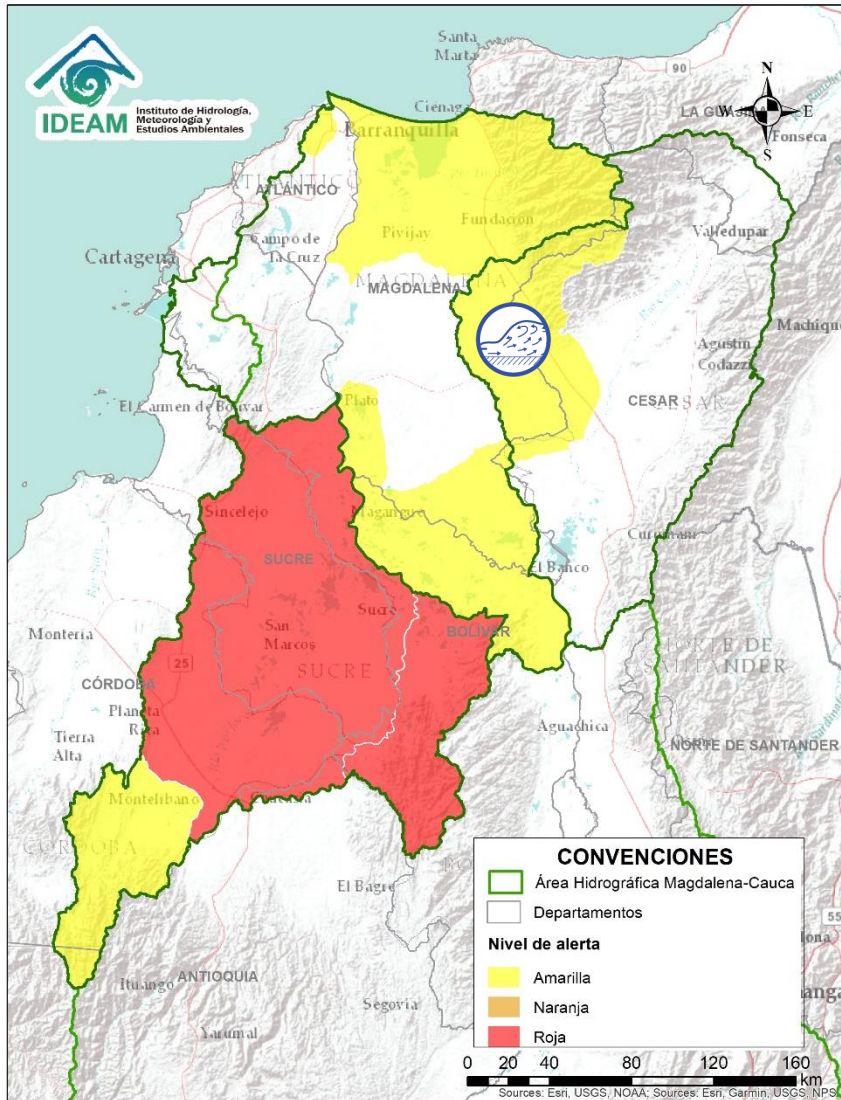 IDEAM
Instituto de Hidrología,
Meteorología y
Estudios Ambientales
Santa
Marta
90
N
W
E
S
LA GUAJIRA
Fonseca
Ciénaga
Barranquilla
ATLÁNTICO
ATLÁNTICO
Fundación
Pivijay
Valledupar
Campo de
la Cruz
Cartagena
MAGDALENA
MAGDALENA
Machique
Agustín
Codazzi
CESAR
CESAR
El Carmen de Bolívar
Plato
Sincelejo
Magangué
Curumaní
El Banco
SUCRE
Sucre
BOLÍVAR
San
Marcos
SUCRE
Montería
25
NORTE DE
SANTANDER
CÓRDOBA
Planeta
Rica
Tierra
Alta
Aguachica
NORTE DE SANTANDER
Montelíbano
CÓRDOBA
El Bagre
ANTIOQUIA
Ituango
Segovia
Yarumal
55
CONVENCIONES
Área Hidrográfica Magdalena-Cauca
Departamentos
Nivel de alerta
Amarilla
Naranja
Roja
0 20 40 80 120 160
km
Sources: Esri, USGS, NOAA; Sources: Esri, Garmin, USGS, NPS